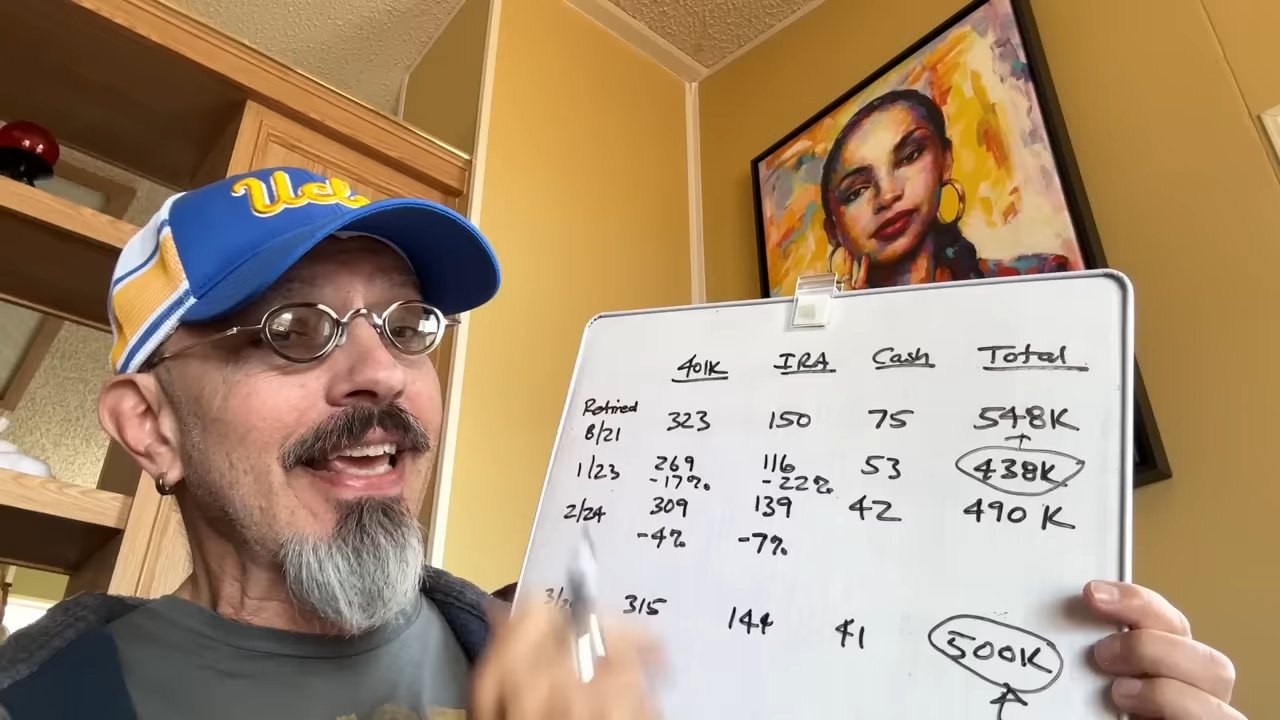 Ucla
401K IRA Cash Total
Retired
8/21 323 150 75 548K
1/23 269 116 53 438K
-17% -22%
2/24 309 139 42 490K
-4% -7%
315 144 41 500K